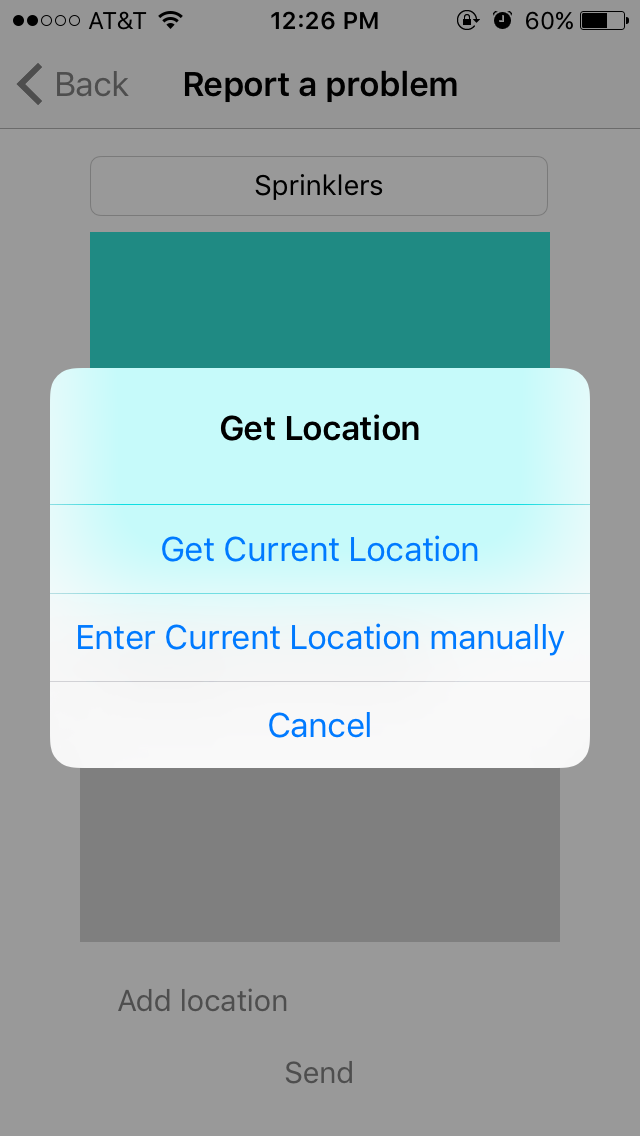 AT&T 12:26 PM 60%
Back Report a problem
Sprinklers
Get Location
Get Current Location
Enter Current Location manually
Cancel
Add location
Send